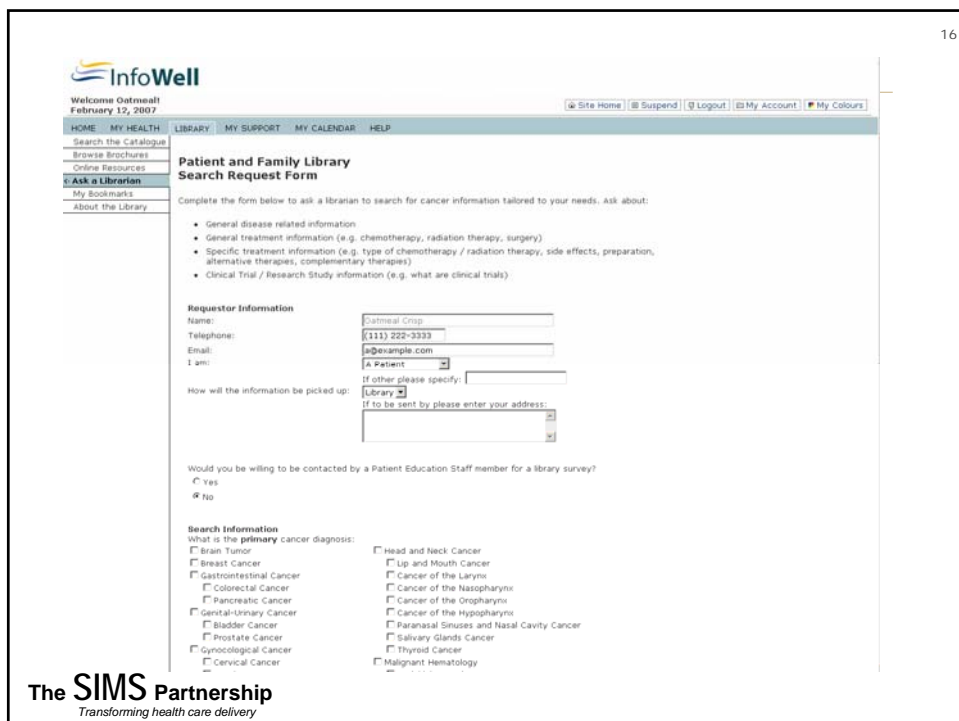 16
InfoWell
Welcome Oatmeal!
February 12, 2007
Site Home Suspend Logout My Account My Colours
HOME MY HEALTH LIBRARY MY SUPPORT MY CALENDAR HELP
Search the Catalogue
Browse Brochures
Online Resources
Ask a Librarian
My Bookmarks
About the Library
Patient and Family Library
Search Request Form
Complete the form below to ask a librarian to search for cancer information tailored to your needs. Ask about:
• General disease related information
• General treatment information (e.g. chemotherapy, radiation therapy, surgery)
• Specific treatment information (e.g. type of chemotherapy / radiation therapy, side effects, preparation,
alternative therapies, complementary therapies)
• Clinical Trial / Research Study information (e.g. what are clinical trials)
Requestor Information
Name: Oatmeal Crisp
Telephone: (111) 222-3333
Email: a@example.com
I am: A Patient
If other please specify:
How will the information be picked up: Library
If to be sent by please enter your address:
Would you be willing to be contacted by a Patient Education Staff member for a library survey?
Yes
No
Search Information
What is the primary cancer diagnosis:
Brain Tumor
Breast Cancer
Gastrointestinal Cancer
Colorectal Cancer
Pancreatic Cancer
Genital-Urinary Cancer
Bladder Cancer
Prostate Cancer
Gynocological Cancer
Cervical Cancer
Head and Neck Cancer
Lip and Mouth Cancer
Cancer of the Larynx
Cancer of the Nasopharynx
Cancer of the Oropharynx
Cancer of the Hypopharynx
Paranasal Sinuses and Nasal Cavity Cancer
Salivary Glands Cancer
Thyroid Cancer
Malignant Hematology
The SIMS Partnership
Transforming health care delivery